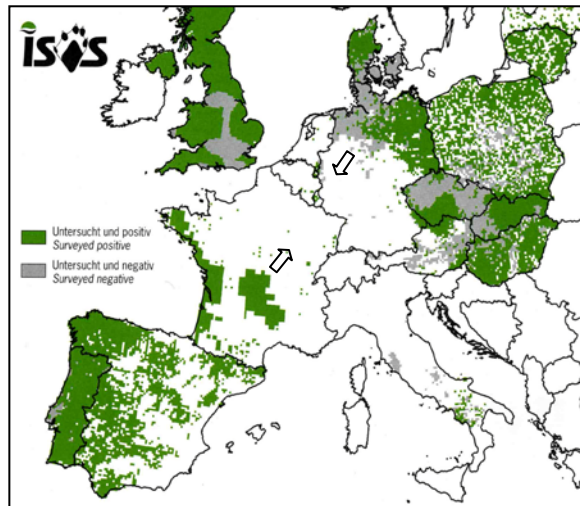 isos
Untersucht und positiv
Surveyed positive
Untersucht und negativ
Surveyed negative